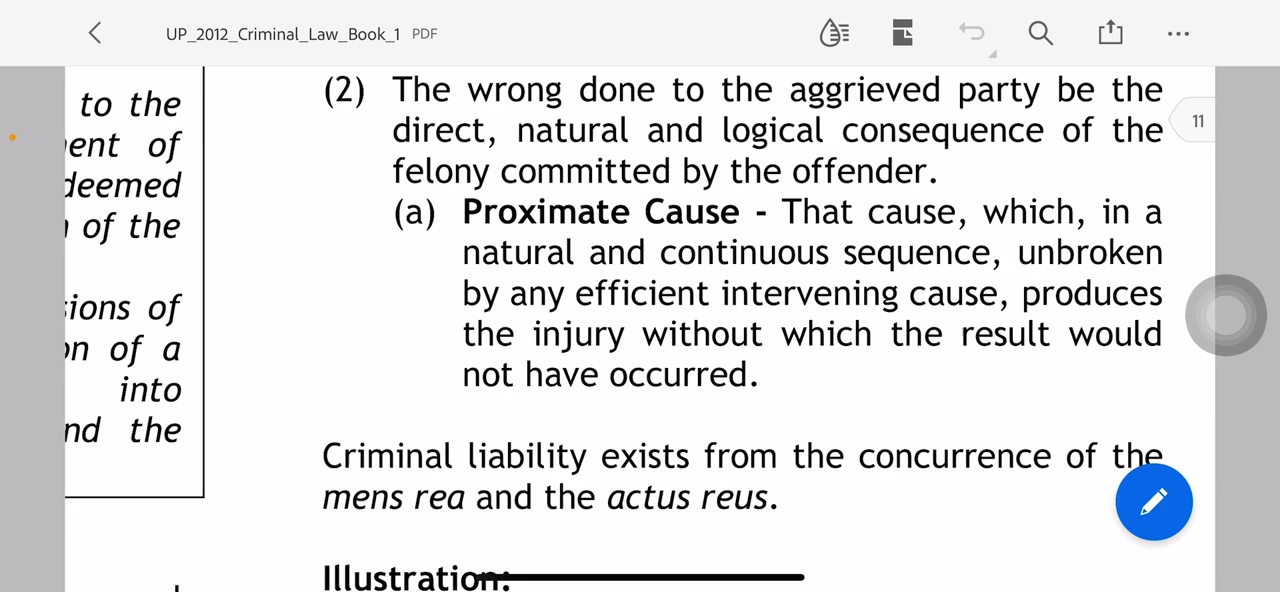 UP_2012_Criminal_Law_Book_1 PDF
to the
of
deemed
of the
of
of a
into
the
(2) The wrong done to the aggrieved party be the
direct, natural and logical consequence of the
felony committed by the offender.
(a) Proximate Cause - That cause, which, in a
natural and continuous sequence, unbroken
by any efficient intervening cause, produces
the injury without which the result would
not have occurred.
Criminal liability exists from the concurrence of the
mens rea and the actus reus.
Illustration:
11